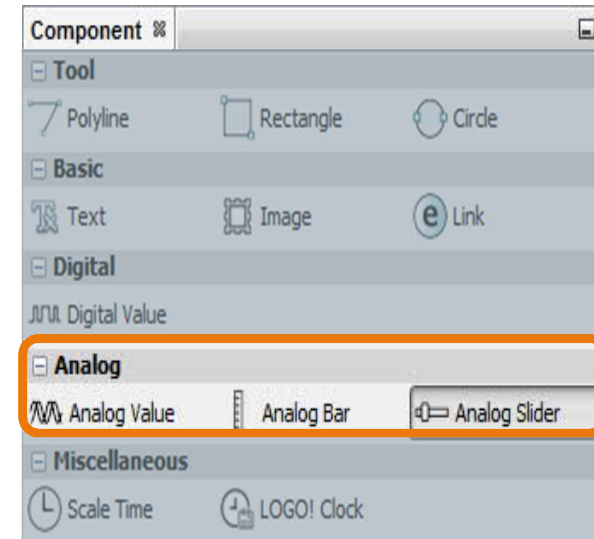 Component
Tool
Polyline Rectangle Circle
Basic
Text Image Link
Digital
Digital Value
Analog
Analog Value Analog Bar Analog Slider
Miscellaneous
Scale Time LOGO! Clock